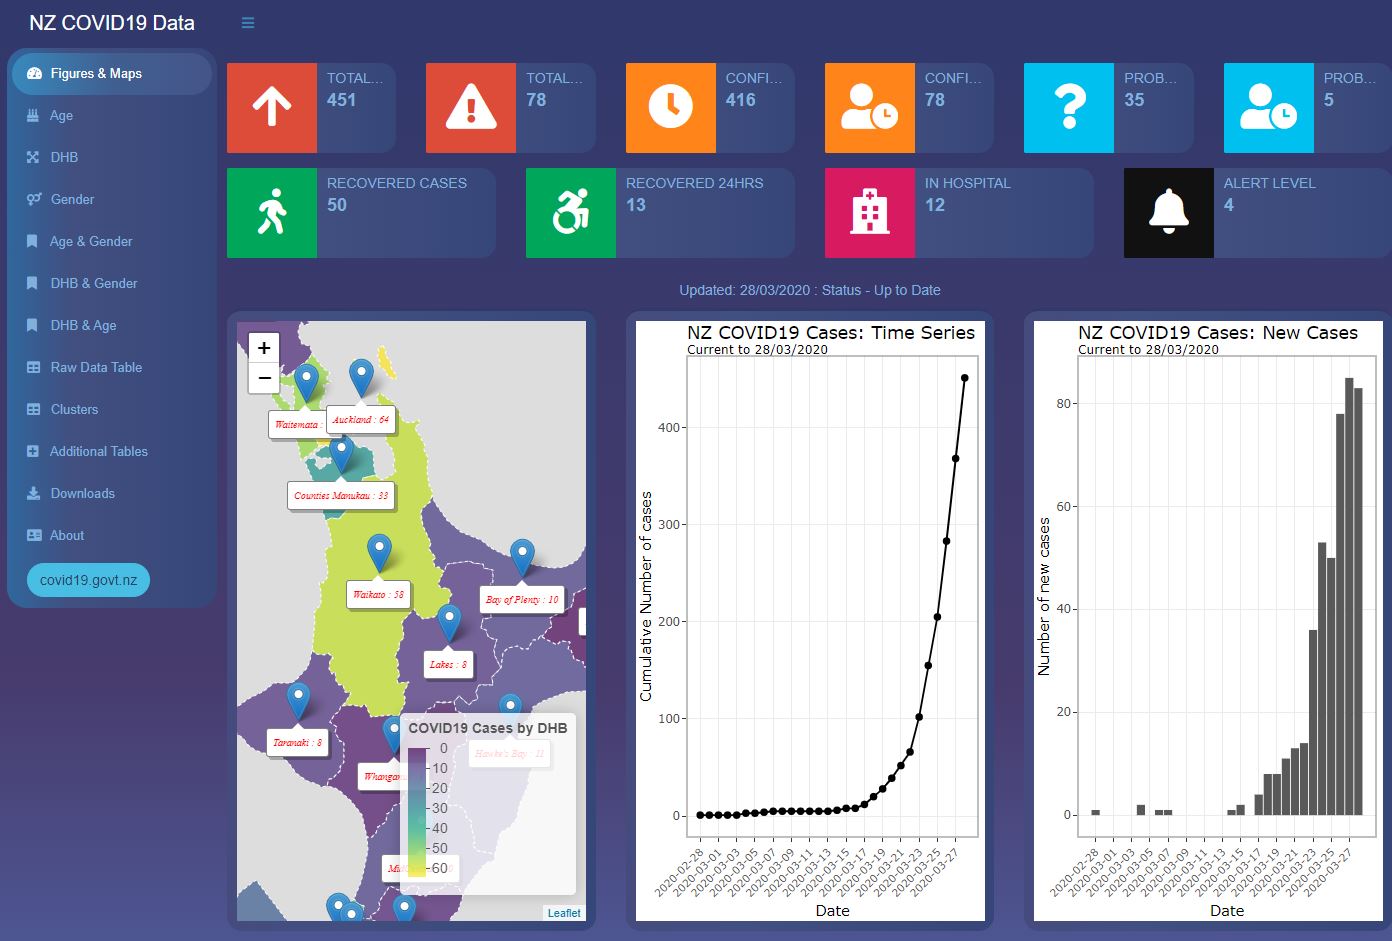 NZ COVID19 Data
Figures & Maps
Age
DHB
Gender
Age & Gender
DHB & Gender
DHB & Age
Raw Data Table
Clusters
Additional Tables
Downloads
About
covid19.govt.nz
TOTAL...
451
TOTAL...
78
CONFI...
416
CONFI...
78
PROB...
35
PROB...
5
RECOVERED CASES
50
RECOVERED 24HRS
13
IN HOSPITAL
12
ALERT LEVEL
4
Updated: 28/03/2020 : Status - Up to Date
+
−
Waitemata :
Auckland : 64
Counties Manukau : 33
Waikato : 58
Bay of Plenty : 10
Lakes : 8
Taranaki : 8
Hawke's Bay : 11
COVID19 Cases by DHB
0
10
20
30
40
50
60
Leaflet
NZ COVID19 Cases: Time Series
Current to 28/03/2020
Cumulative Number of cases
400
300
200
100
0
2020-02-28
2020-03-01
2020-03-03
2020-03-05
2020-03-07
2020-03-09
2020-03-11
2020-03-13
2020-03-15
2020-03-17
2020-03-19
2020-03-21
2020-03-23
2020-03-25
2020-03-27
Date
NZ COVID19 Cases: New Cases
Current to 28/03/2020
Number of new cases
80
60
40
20
0
2020-02-28
2020-03-01
2020-03-03
2020-03-05
2020-03-07
2020-03-09
2020-03-11
2020-03-13
2020-03-15
2020-03-17
2020-03-19
2020-03-21
2020-03-23
2020-03-25
2020-03-27
Date